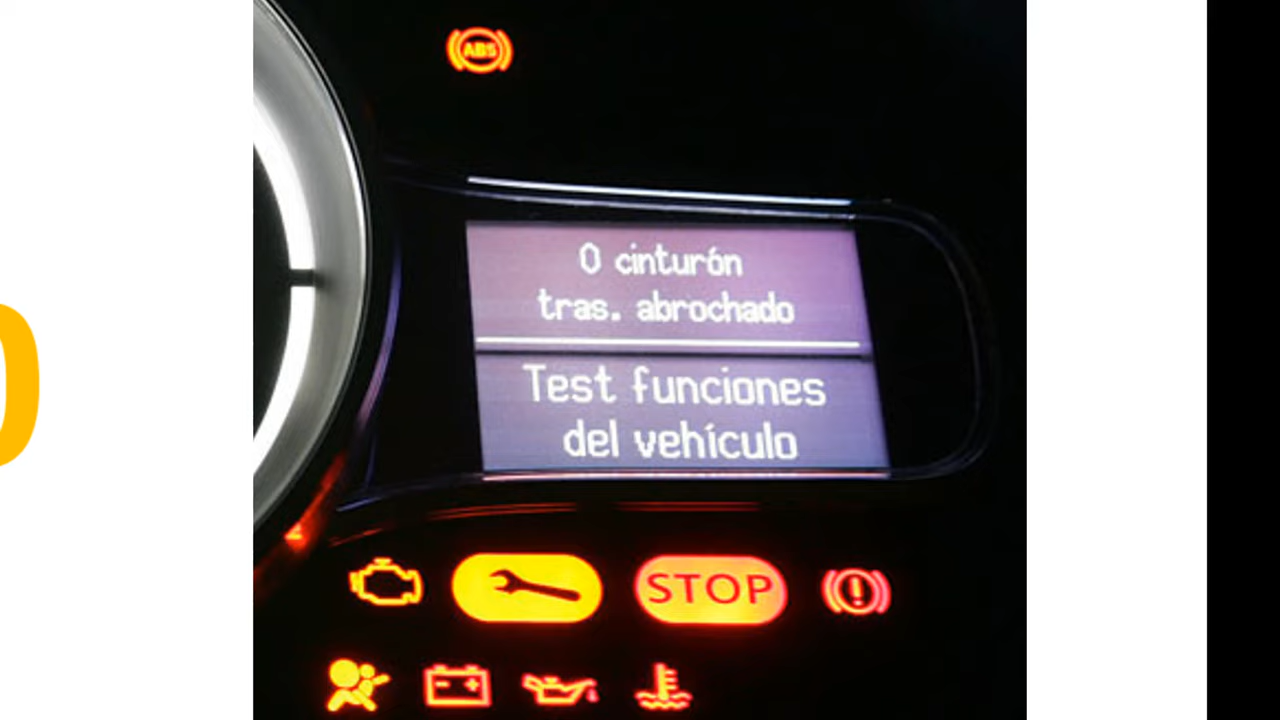 ABS
0 cinturón
tras. abrochado
Test funciones
del vehículo
STOP